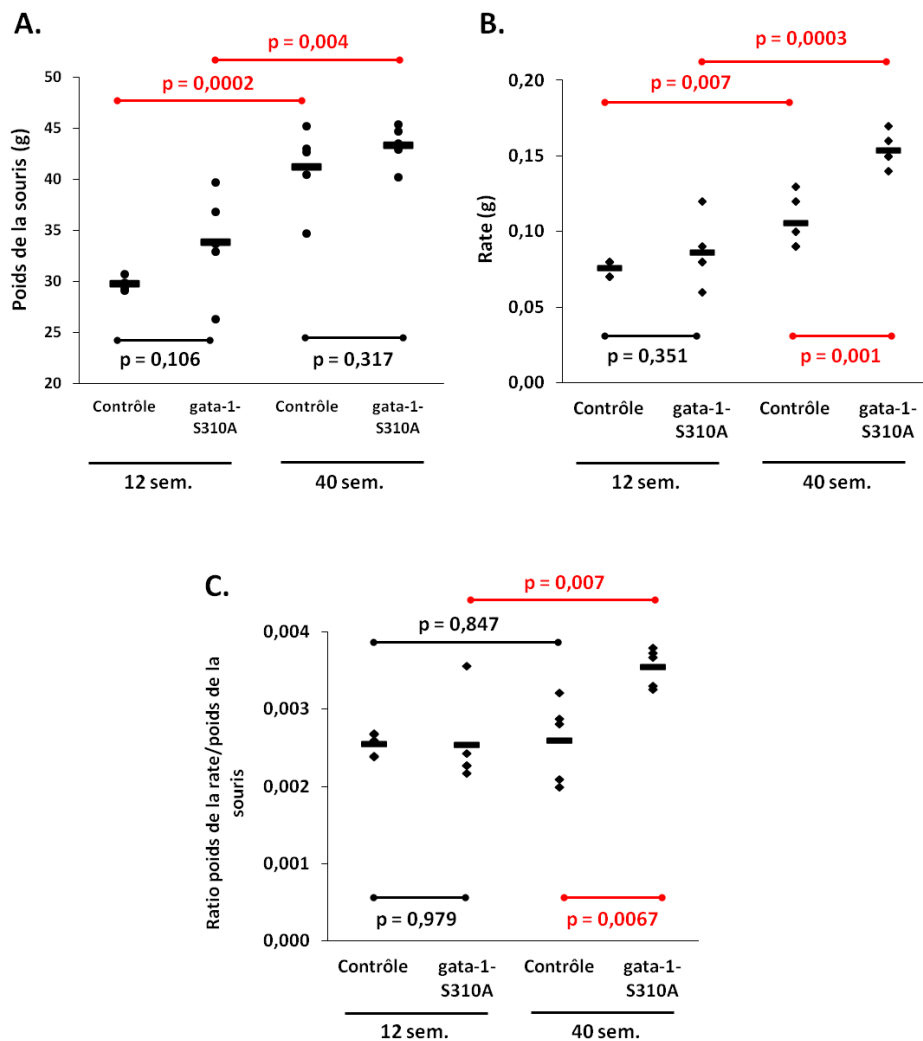 A.
p = 0,004
p = 0,0002
Poids de la souris (g)
50
45
40
35
30
25
20
p = 0,106
p = 0,317
Contrôle
gata-1-
S310A
Contrôle
gata-1-
S310A
12 sem.
40 sem.
B.
p = 0,0003
p = 0,007
Rate (g)
0,20
0,15
0,10
0,05
0,00
p = 0,351
p = 0,001
Contrôle
gata-1-
S310A
Contrôle
gata-1-
S310A
12 sem.
40 sem.
C.
p = 0,007
p = 0,847
Ratio poids de la rate/poids de la
souris
0,004
0,003
0,002
0,001
0,000
p = 0,979
p = 0,0067
Contrôle
gata-1-
S310A
Contrôle
gata-1-
S310A
12 sem.
40 sem.